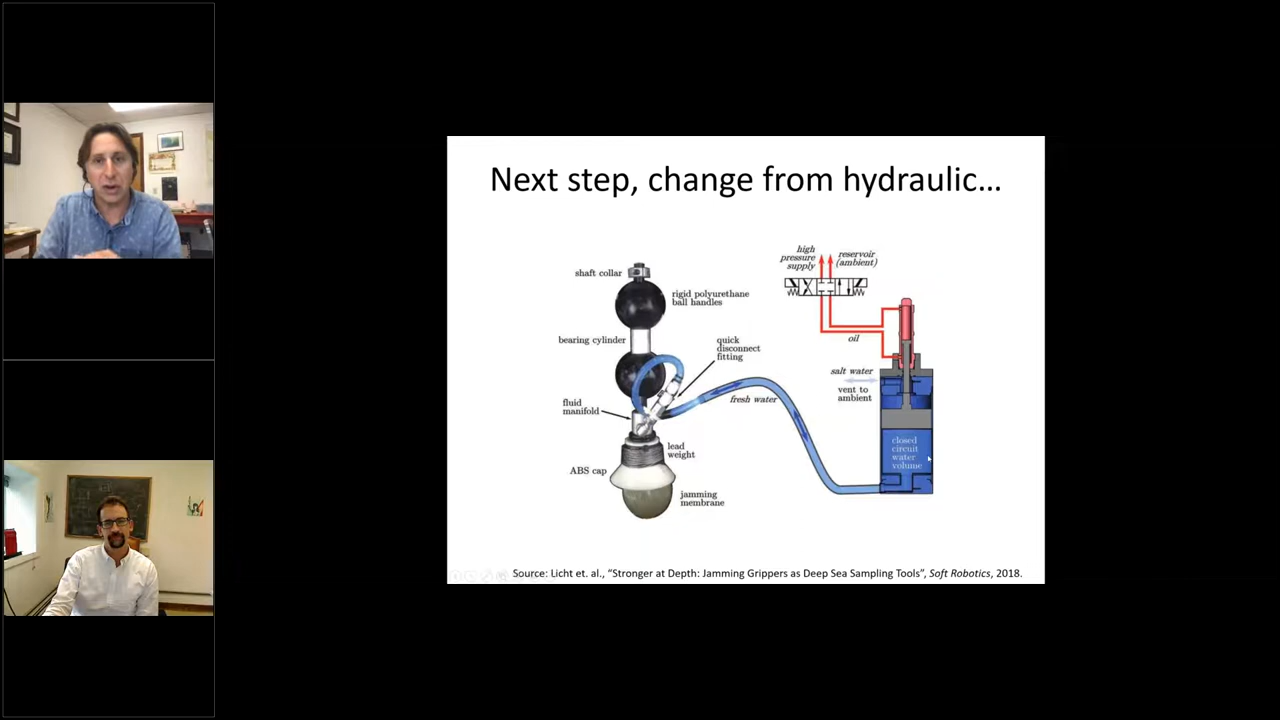 Next step, change from hydraulic...
high
pressure
supply
reservoir
(ambient)
shaft collar
rigid polyurethane
ball handles
bearing cylinder
quick
disconnect
fitting
oil
salt water
vent to
ambient
fresh water
fluid
manifold
closed
circuit
water
volume
lead
weight
ABS cap
jamming
membrane
Source: Licht et. al., “Stronger at Depth: Jamming Grippers as Deep Sea Sampling Tools”, Soft Robotics, 2018.